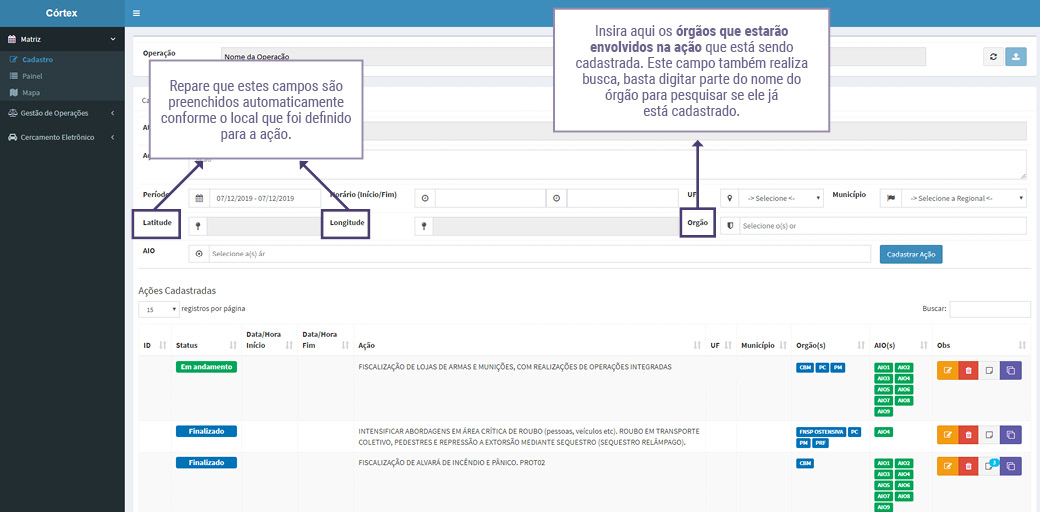 Córtex
Matriz
Cadastro
Painel
Mapa
Gestão de Operações
Cercamento Eletrônico
Operação
Nome da Operação
Insira aqui os órgãos que estarão
envolvidos na ação que está sendo
cadastrada. Este campo também realiza
busca, basta digitar parte do nome do
órgão para pesquisar se ele já
está cadastrado.
Repare que estes campos são
preenchidos automaticamente
conforme o local que foi definido
para a ação.
Período
07/12/2019 - 07/12/2019
Horário (Início/Fim)
UF
-> Selecione <-
Município
-> Selecione a Regional <-
Latitude
Longitude
Orgão
Selecione o(s) or
AIO
Selecione a(s) ár
Cadastrar Ação
Ações Cadastradas
15 registros por página
Buscar:
ID Status Data/Hora Início Data/Hora Fim Ação UF Município Orgão(s) AIO(s) Obs
Em andamento
FISCALIZAÇÃO DE LOJAS DE ARMAS E MUNIÇÕES, COM REALIZAÇÕES DE OPERAÇÕES INTEGRADAS
CBM PC PM
AIO1 AIO2
AIO3 AIO4
AIO5 AIO6
AIO7 AIO8
AIO9
Finalizado
INTENSIFICAR ABORDAGENS EM ÁREA CRÍTICA DE ROUBO (pessoas, veículos etc). ROUBO EM TRANSPORTE
COLETIVO, PEDESTRES E REPRESSÃO A EXTORSÃO MEDIANTE SEQUESTRO (SEQUESTRO RELÂMPAGO).
FNSP OSTENSIVA PC
PM PRF
AIO4
Finalizado
FISCALIZAÇÃO DE ALVARÁ DE INCÊNDIO E PÂNICO. PROT02
CBM
AIO1 AIO2
AIO3 AIO4
AIO5 AIO6
AIO7 AIO8
AIO9